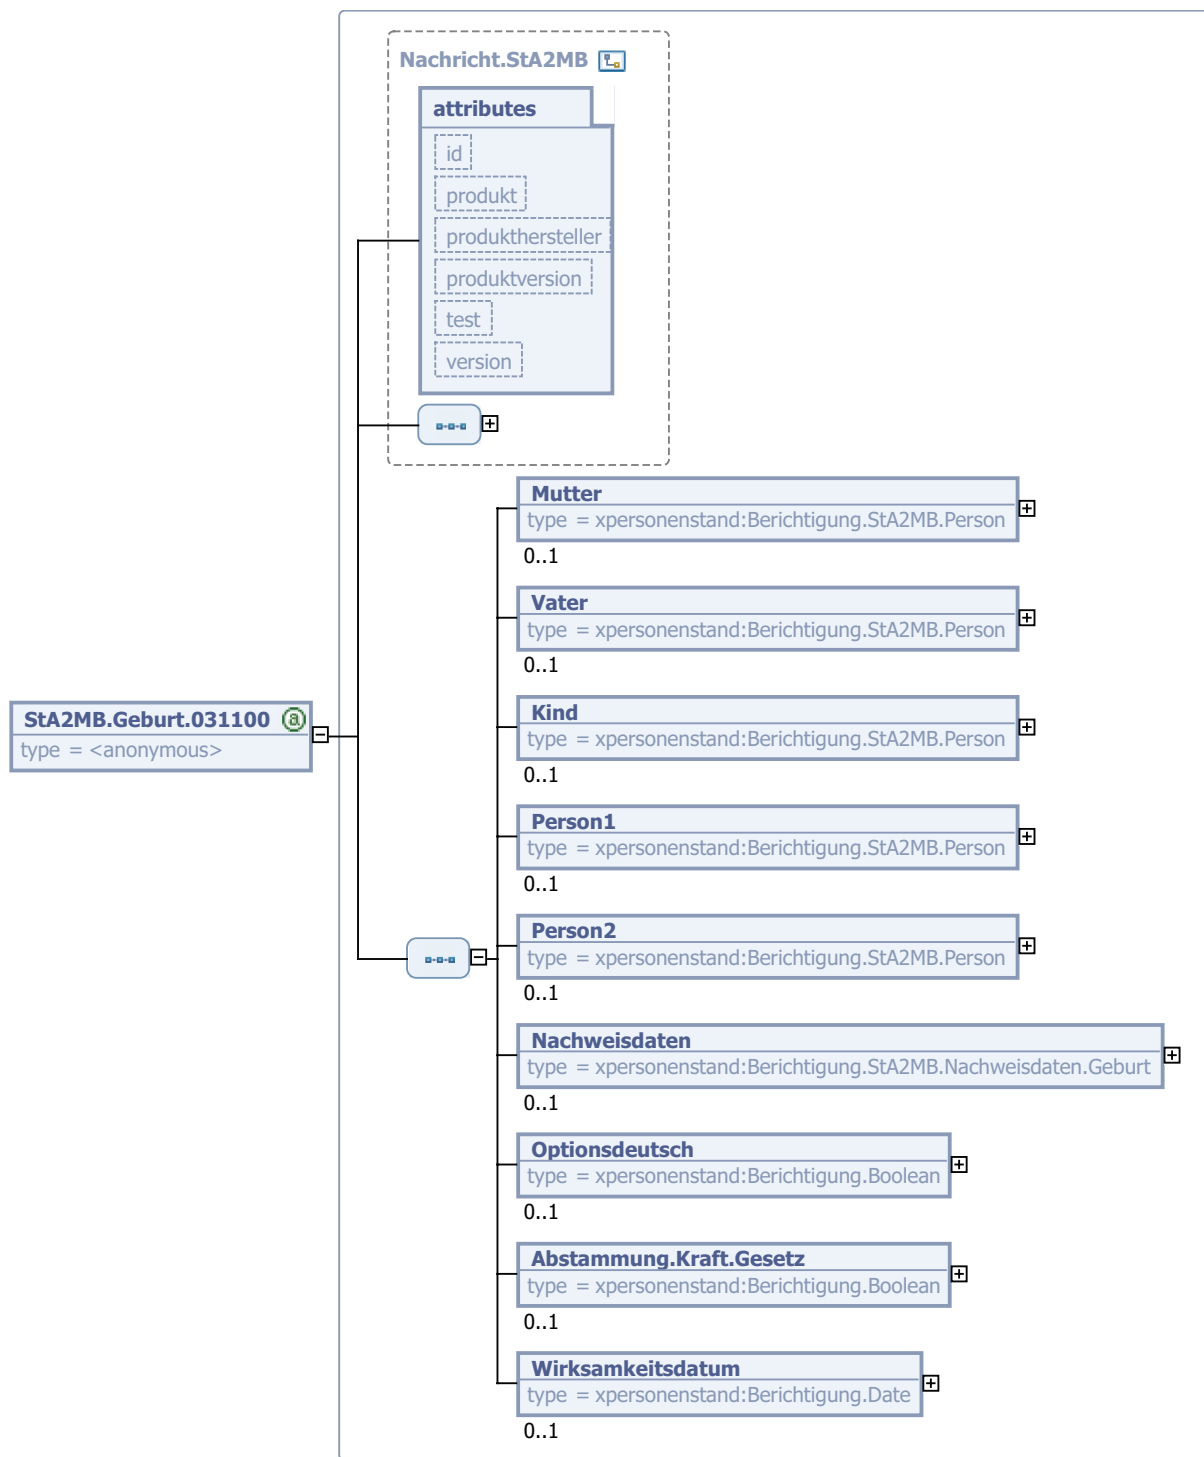 Nachricht.StA2MB
attributes
id
produkt
produkthersteller
produktversion
test
version
StA2MB.Geburt.031100 @
type = <anonymous>
Mutter
type = xpersonenstand:Berichtigung.StA2MB.Person
0..1
Vater
type = xpersonenstand:Berichtigung.StA2MB.Person
0..1
Kind
type = xpersonenstand:Berichtigung.StA2MB.Person
0..1
Person1
type = xpersonenstand:Berichtigung.StA2MB.Person
0..1
Person2
type = xpersonenstand:Berichtigung.StA2MB.Person
0..1
Nachweisdaten
type = xpersonenstand:Berichtigung.StA2MB.Nachweisdaten.Geburt
0..1
Optionsdeutsch
type = xpersonenstand:Berichtigung.Boolean
0..1
Abstammung.Kraft.Gesetz
type = xpersonenstand:Berichtigung.Boolean
0..1
Wirksamkeitsdatum
type = xpersonenstand:Berichtigung.Date
0..1